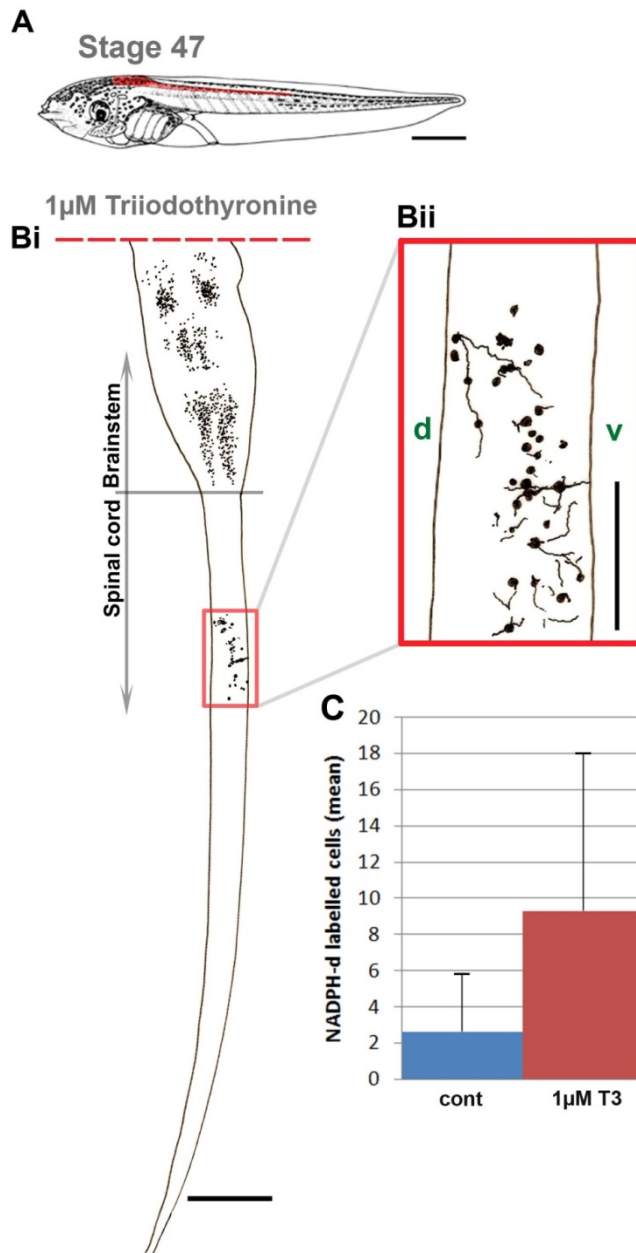 A
Stage 47
1µM Triiodothyronine
Bi
Bii
Spinal cord Brainstem
d
v
C
NADPH-d labelled cells (mean)
20
18
16
14
12
10
8
6
4
2
0
cont
1µM T3